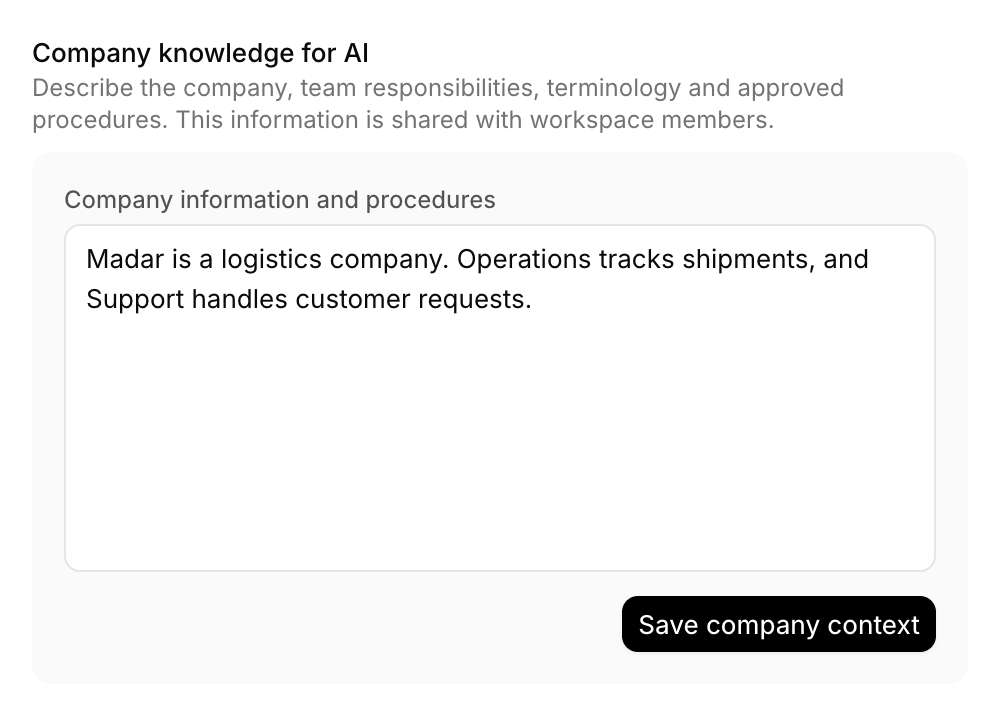 Company knowledge for AI
Describe the company, team responsibilities, terminology and approved
procedures. This information is shared with workspace members.
Company information and procedures
Madar is a logistics company. Operations tracks shipments, and
Support handles customer requests.
Save company context